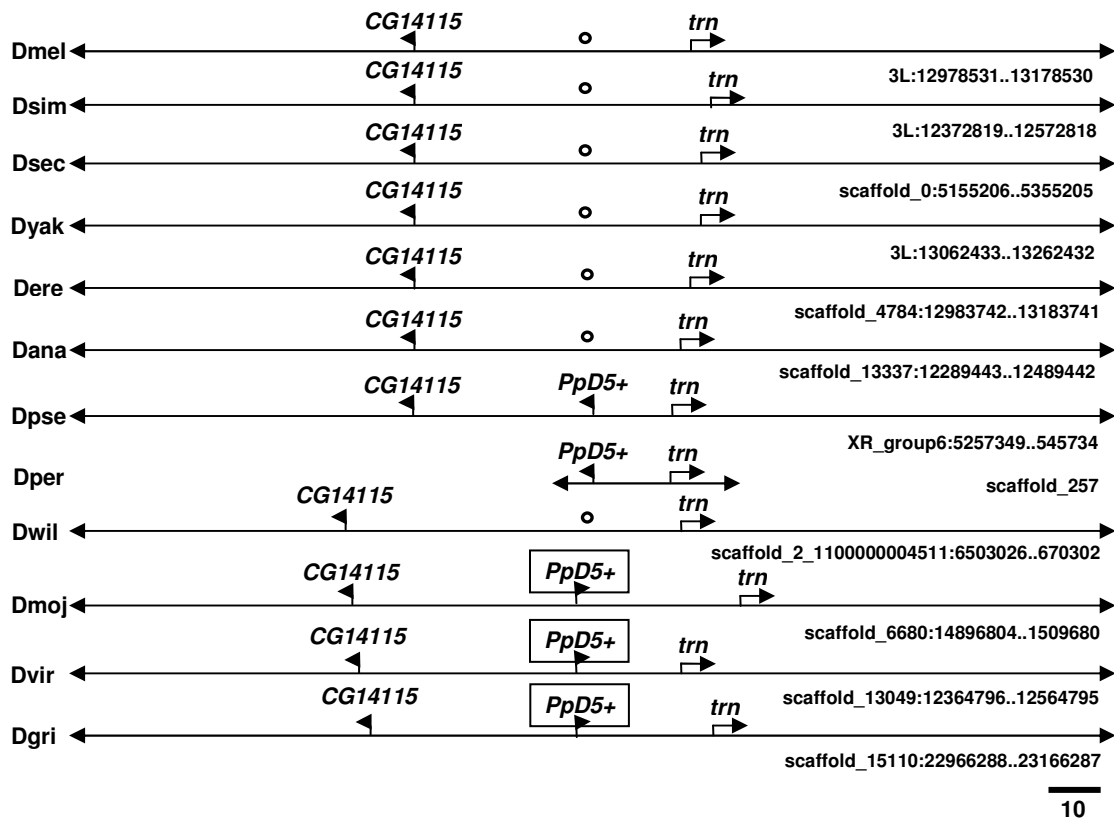 CG14115 trn
Dmel
3L:12978531..13178530
CG14115 trn
Dsim
3L:12372819..12572818
CG14115 trn
Dsec
scaffold_0:5155206..5355205
CG14115 trn
Dyak
3L:13062433..13262432
CG14115 trn
Dere
scaffold_4784:12983742..13183741
CG14115 trn
Dana
scaffold_13337:12289443..12489442
CG14115 PpD5+ trn
Dpse
XR_group6:5257349..545734
PpD5+ trn
Dper
scaffold_257
CG14115 trn
Dwil
scaffold_2_1100000004511:6503026..670302
CG14115 PpD5+ trn
Dmoj
scaffold_6680:14896804..1509680
CG14115 PpD5+ trn
Dvir
scaffold_13049:12364796..12564795
CG14115 PpD5+ trn
Dgri
scaffold_15110:22966288..23166287
10